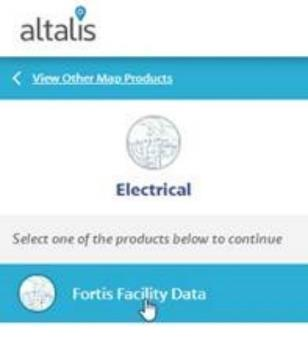 altalis
View Other Map Products
Electrical
Select one of the products below to continue
Fortis Facility Data